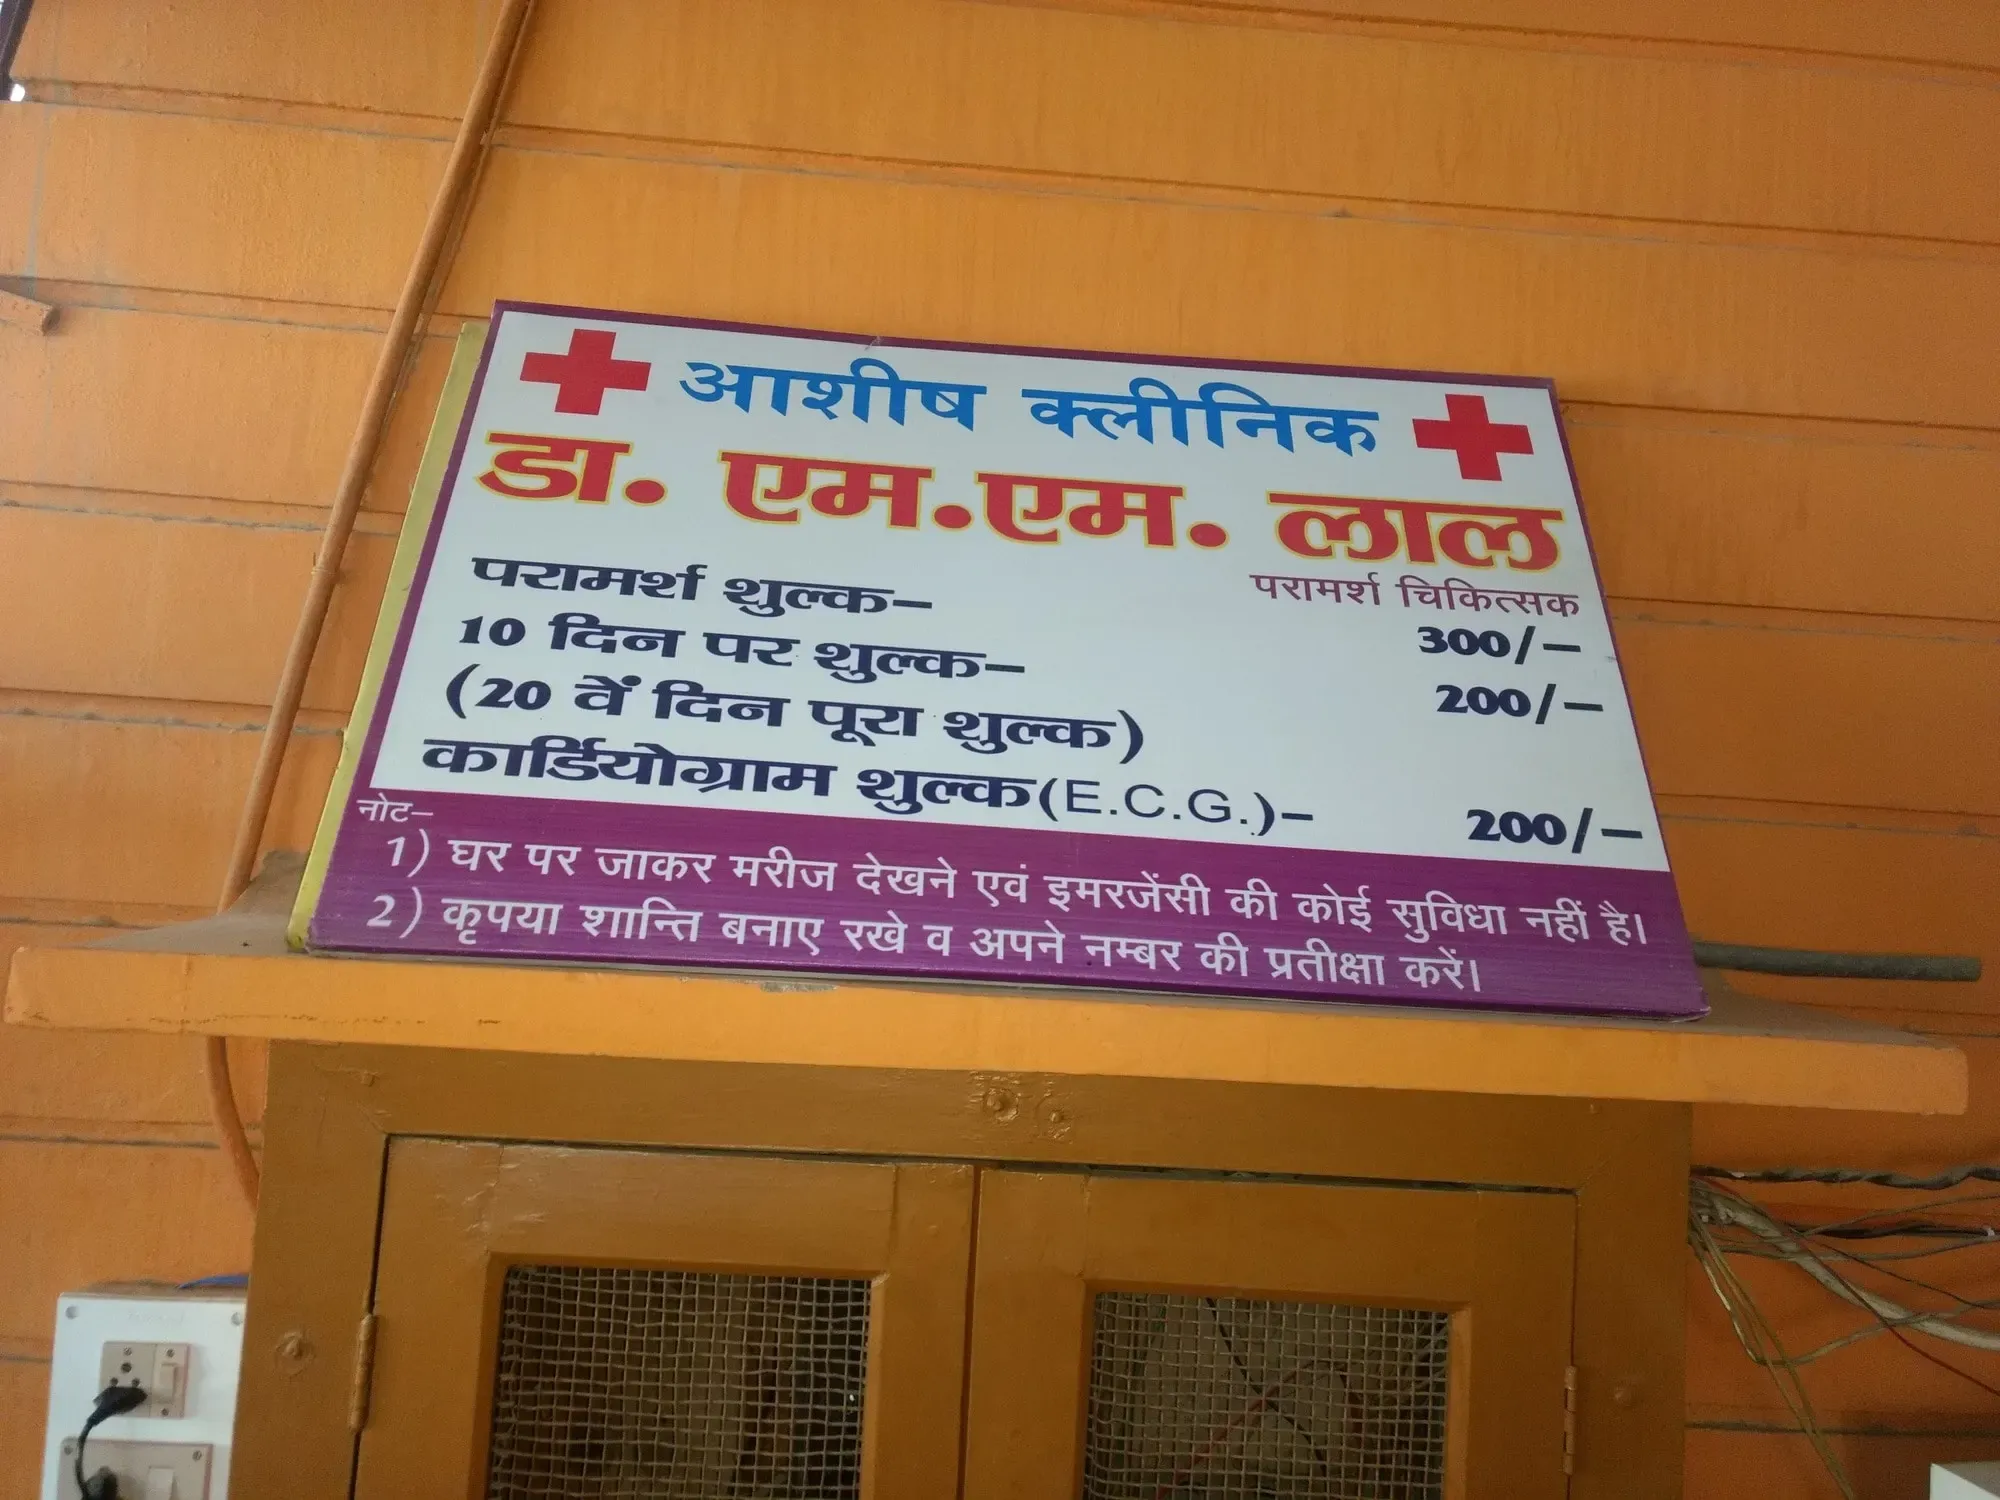 आशीष क्लीनिक
डा. एम.एम. लाल
परामर्श चिकित्सक
परामर्श शुल्क– 300/–
10 दिन पर शुल्क– 200/–
(20 वें दिन पूरा शुल्क)
कार्डियोग्राम शुल्क(E.C.G.)– 200/–
नोट–
1) घर पर जाकर मरीज देखने एवं इमरजेंसी की कोई सुविधा नहीं है।
2) कृपया शान्ति बनाए रखे व अपने नम्बर की प्रतीक्षा करें।